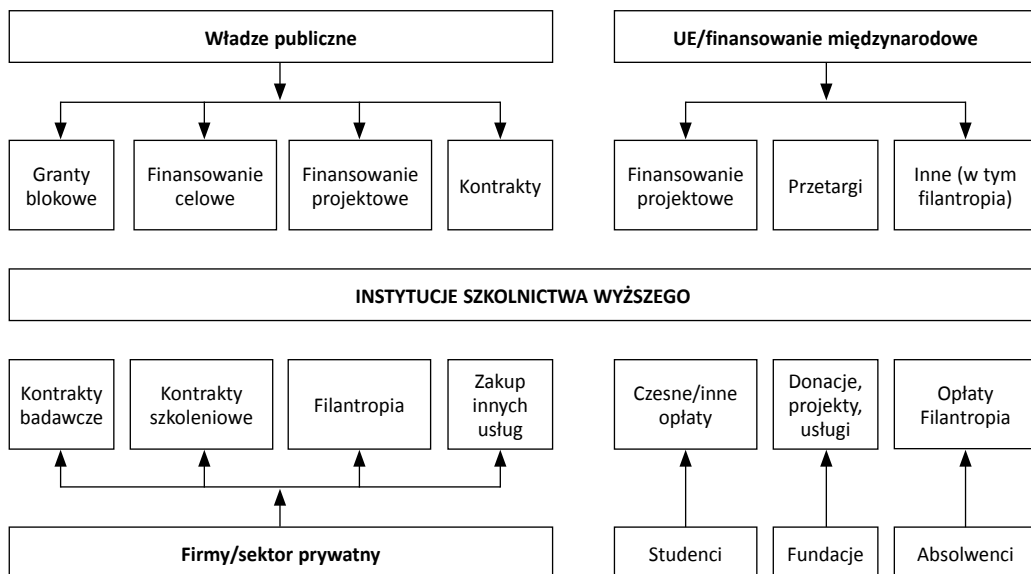 Władze publiczne
UE/finansowanie międzynarodowe
Granty
blokowe
Finansowanie
celowe
Finansowanie
projektowe
Kontrakty
Finansowanie
projektowe
Przetargi
Inne (w tym
filantropia)
INSTYTUCJE SZKOLNICTWA WYŻSZEGO
Kontrakty
badawcze
Kontrakty
szkoleniowe
Filantropia
Zakup
innych
usług
Czesne/inne
opłaty
Donacje,
projekty,
usługi
Opłaty
Filantropia
Firmy/sektor prywatny
Studenci
Fundacje
Absolwenci